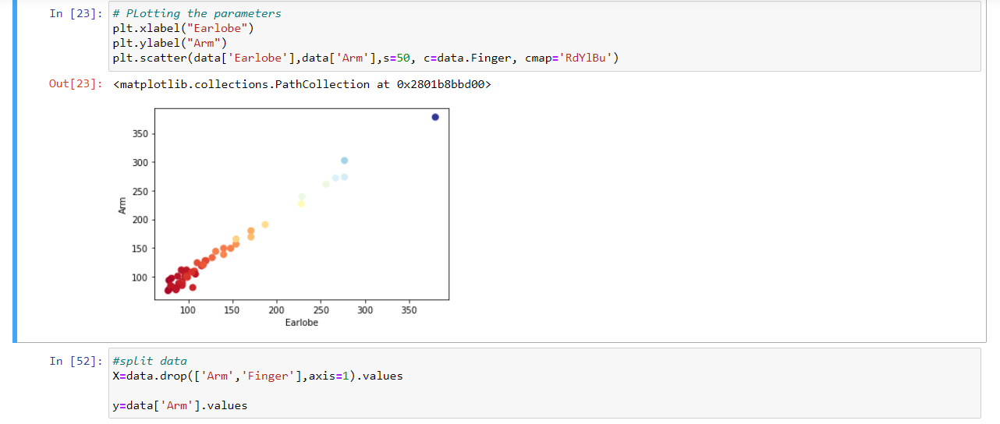 In [23]: # PLotting the parameters
plt.xlabel("Earlobe")
plt.ylabel("Arm")
plt.scatter(data['Earlobe'],data['Arm'],s=50, c=data.Finger, cmap='RdYlBu')
Out[23]: <matplotlib.collections.PathCollection at 0x2801b8bbd00>
350
300
250
200
150
100
Arm
100 150 200 250 300 350
Earlobe
In [52]: #split data
X=data.drop(['Arm','Finger'],axis=1).values
y=data['Arm'].values